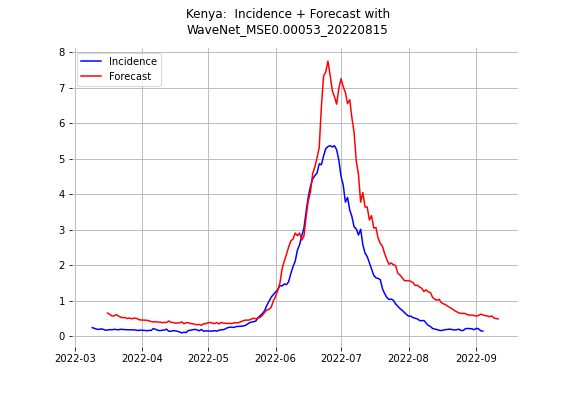 Kenya:  Incidence + Forecast with
WaveNet_MSE0.00053_20220815
8
7
6
5
4
3
2
1
0
Incidence
Forecast
2022-03 2022-04 2022-05 2022-06 2022-07 2022-08 2022-09